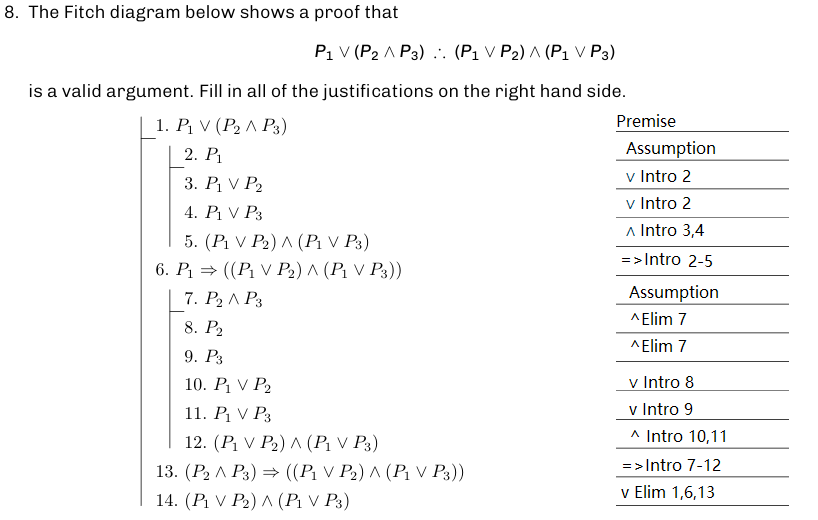 8. The Fitch diagram below shows a proof that
P₁ ∨ (P₂ ∧ P₃) ∴ (P₁ ∨ P₂) ∧ (P₁ ∨ P₃)
is a valid argument. Fill in all of the justifications on the right hand side.
1. P₁ ∨ (P₂ ∧ P₃) Premise
2. P₁ Assumption
3. P₁ ∨ P₂ v Intro 2
4. P₁ ∨ P₃ v Intro 2
5. (P₁ ∨ P₂) ∧ (P₁ ∨ P₃) ∧ Intro 3,4
6. P₁ ⇒ ((P₁ ∨ P₂) ∧ (P₁ ∨ P₃)) =>Intro 2-5
7. P₂ ∧ P₃ Assumption
8. P₂ ^Elim 7
9. P₃ ^Elim 7
10. P₁ ∨ P₂ v Intro 8
11. P₁ ∨ P₃ v Intro 9
12. (P₁ ∨ P₂) ∧ (P₁ ∨ P₃) ^ Intro 10,11
13. (P₂ ∧ P₃) ⇒ ((P₁ ∨ P₂) ∧ (P₁ ∨ P₃)) =>Intro 7-12
14. (P₁ ∨ P₂) ∧ (P₁ ∨ P₃) v Elim 1,6,13